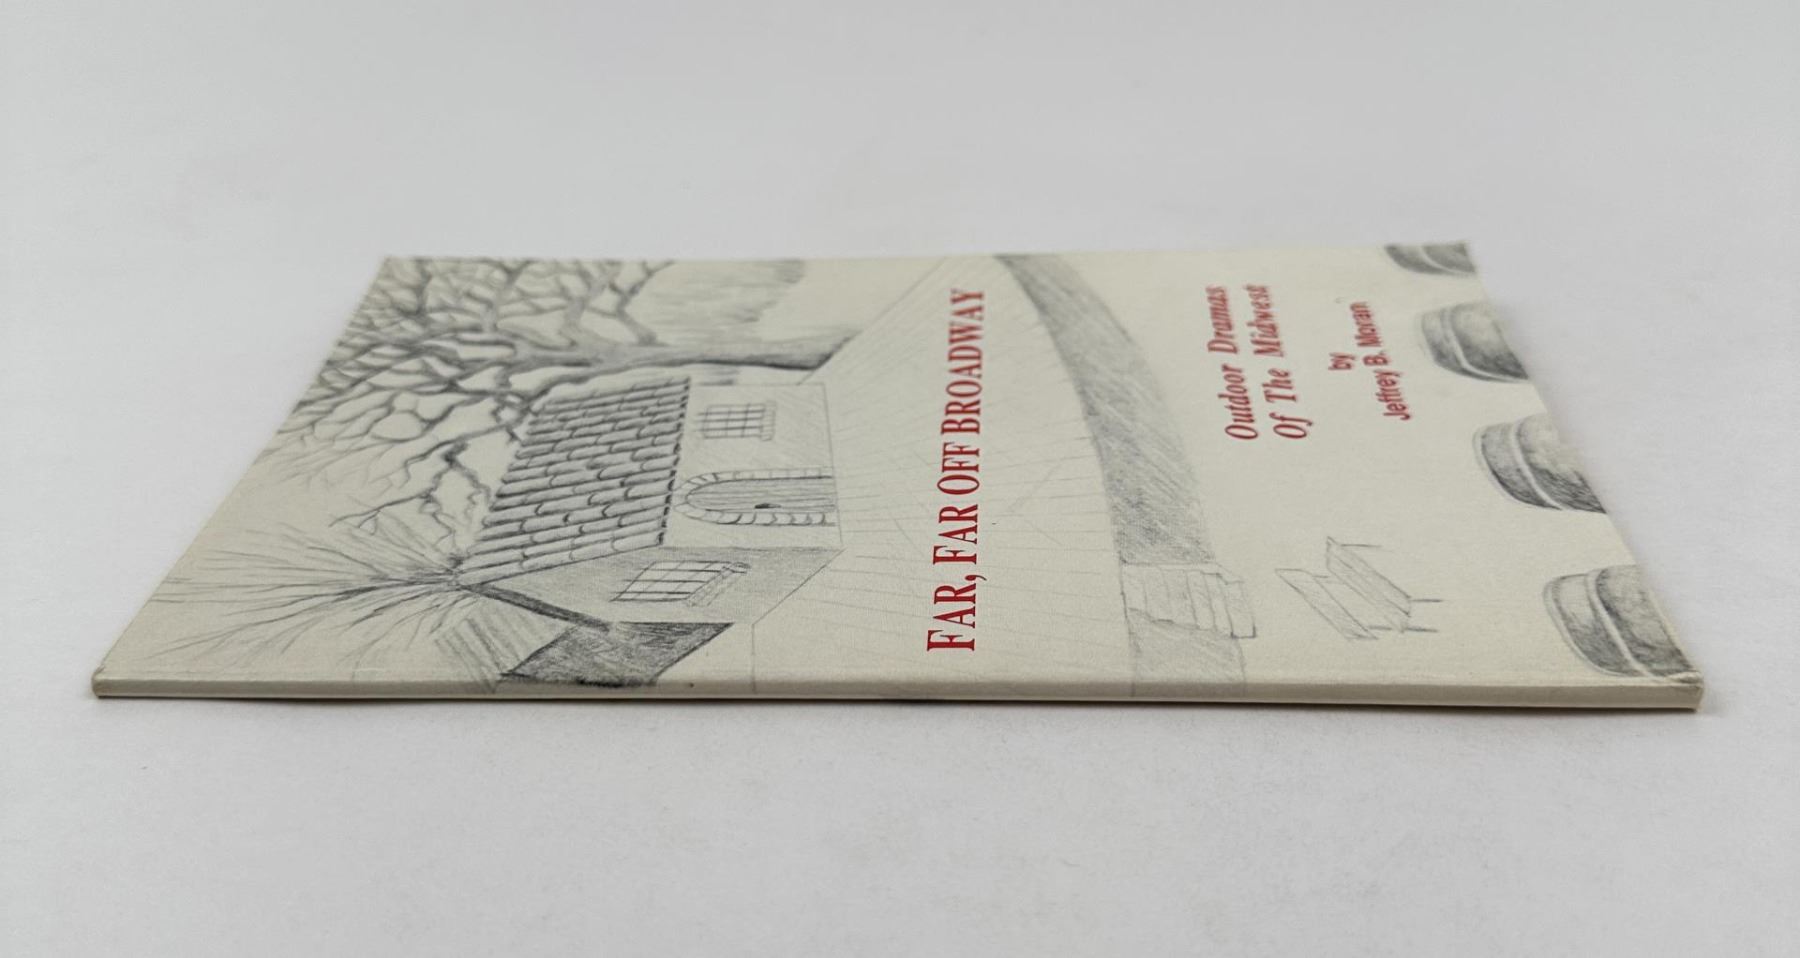 FAR, FAR OFF BROADWAY
Outdoor Dramas
Of The Midwest
by
Jeffrey B. Moran